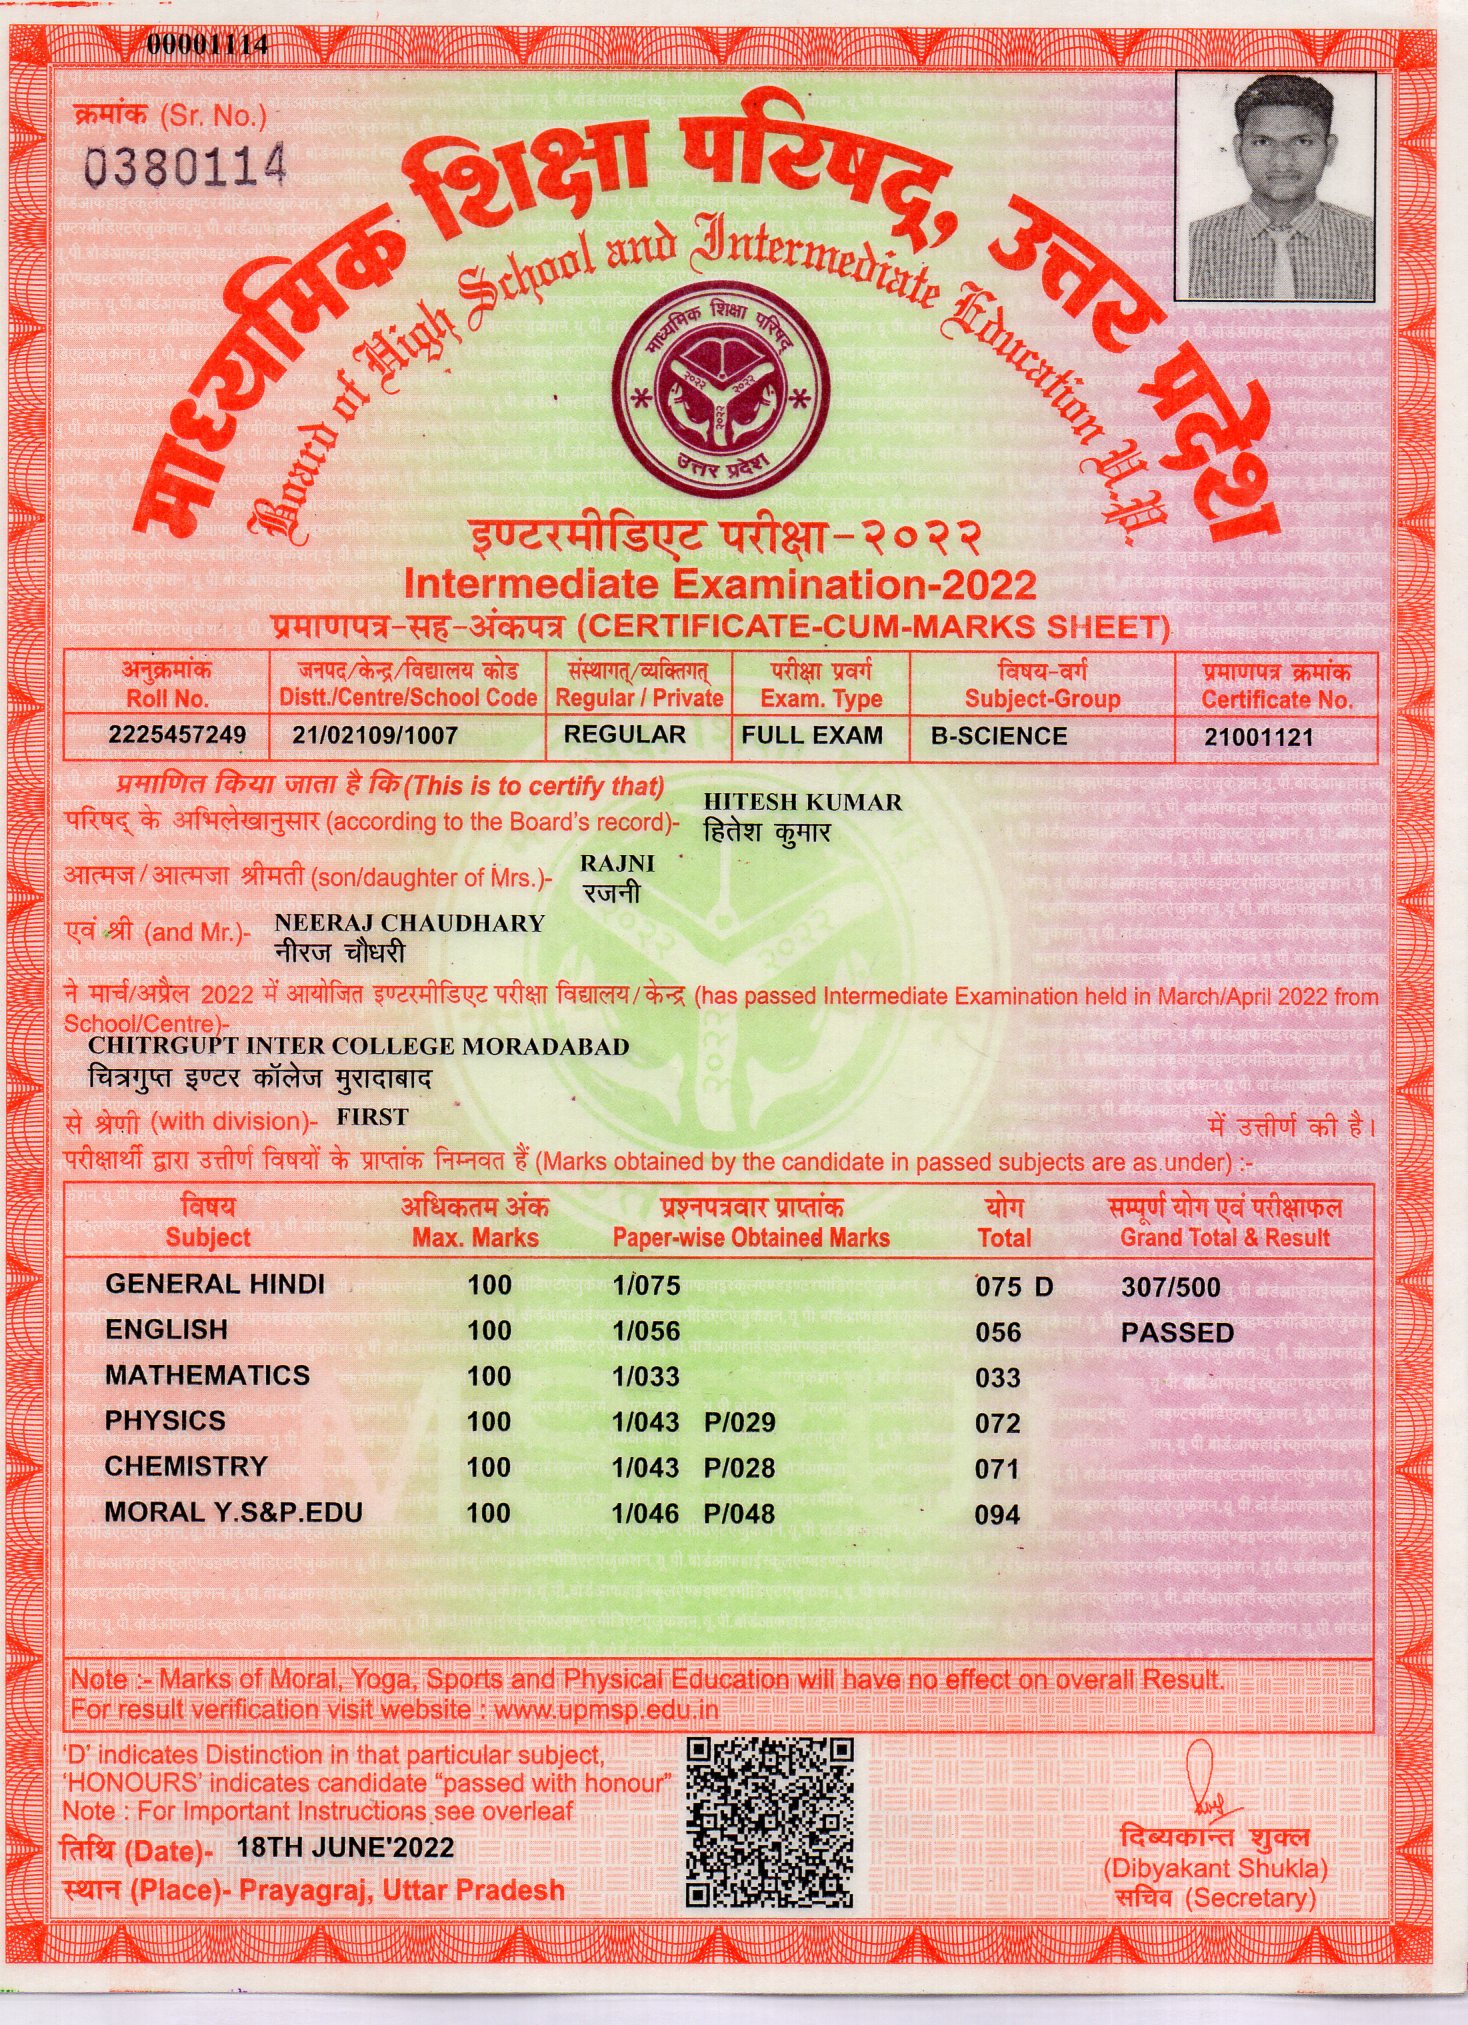 00001114
क्रमांक (Sr. No.)
0380114
माध्यमिक शिक्षा परिषद्, उत्तर प्रदेश
Board of High School and Intermediate Education U.P.
माध्यमिक शिक्षा परिषद्
२०२२ २०२२
२०२२
उत्तर प्रदेश
इण्टरमीडिएट परीक्षा-२०२२
Intermediate Examination-2022
प्रमाणपत्र-सह-अंकपत्र (CERTIFICATE-CUM-MARKS SHEET)
अनुक्रमांक जनपद/केन्द्र/विद्यालय कोड संस्थागत्/व्यक्तिगत् परीक्षा प्रवर्ग विषय-वर्ग प्रमाणपत्र क्रमांक
Roll No. Distt./Centre/School Code Regular / Private Exam. Type Subject-Group Certificate No.
2225457249 21/02109/1007 REGULAR FULL EXAM B-SCIENCE 21001121
प्रमाणित किया जाता है कि (This is to certify that)
HITESH KUMAR
परिषद् के अभिलेखानुसार (according to the Board's record)-
हितेश कुमार
RAJNI
आत्मज/आत्मजा श्रीमती (son/daughter of Mrs.)-
रजनी
NEERAJ CHAUDHARY
एवं श्री (and Mr.)-
नीरज चौधरी
ने मार्च/अप्रैल 2022 में आयोजित इण्टरमीडिएट परीक्षा विद्यालय/केन्द्र (has passed Intermediate Examination held in March/April 2022 from
School/Centre)-
CHITRGUPT INTER COLLEGE MORADABAD
चित्रगुप्त इण्टर कॉलेज मुरादाबाद
से श्रेणी (with division)- FIRST में उत्तीर्ण की है।
परीक्षार्थी द्वारा उत्तीर्ण विषयों के प्राप्तांक निम्नवत हैं (Marks obtained by the candidate in passed subjects are as under) :-
विषय अधिकतम अंक प्रश्नपत्रवार प्राप्तांक योग सम्पूर्ण योग एवं परीक्षाफल
Subject Max. Marks Paper-wise Obtained Marks Total Grand Total & Result
GENERAL HINDI 100 1/075 075 D 307/500
ENGLISH 100 1/056 056 PASSED
MATHEMATICS 100 1/033 033
PHYSICS 100 1/043 P/029 072
CHEMISTRY 100 1/043 P/028 071
MORAL Y.S&P.EDU 100 1/046 P/048 094
Note :- Marks of Moral, Yoga, Sports and Physical Education will have no effect on overall Result.
For result verification visit website : www.upmsp.edu.in
'D' indicates Distinction in that particular subject,
'HONOURS' indicates candidate "passed with honour"
Note : For Important Instructions see overleaf
तिथि (Date)- 18TH JUNE'2022
स्थान (Place)- Prayagraj, Uttar Pradesh
दिब्यकान्त शुक्ल
(Dibyakant Shukla)
सचिव (Secretary)